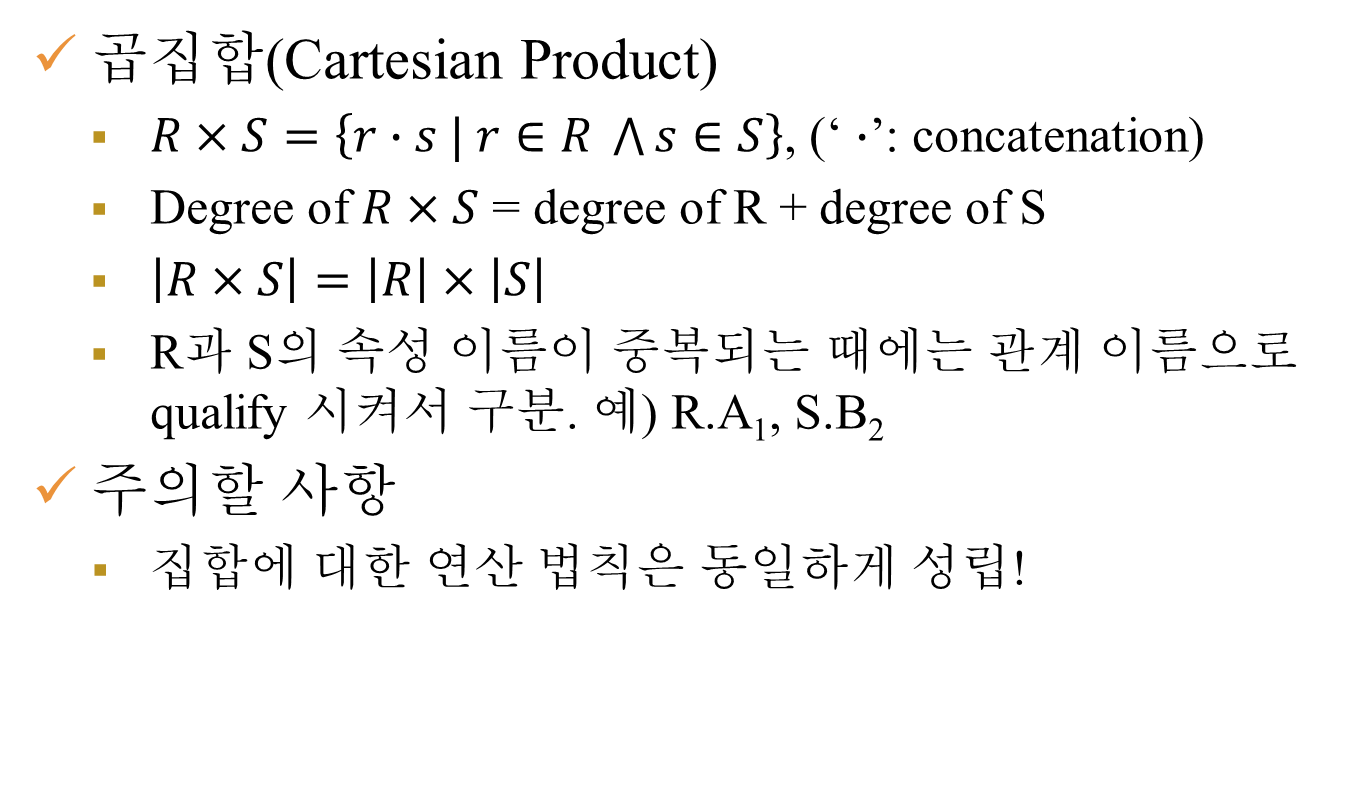 ✓ 곱집합(Cartesian Product)
▪ R × S = {r · s | r ∈ R ∧ s ∈ S}, (‘ ·’: concatenation)
▪ Degree of R × S = degree of R + degree of S
▪ |R × S| = |R| × |S|
▪ R과 S의 속성 이름이 중복되는 때에는 관계 이름으로
qualify 시켜서 구분. 예) R.A₁, S.B₂
✓ 주의할 사항
▪ 집합에 대한 연산 법칙은 동일하게 성립!